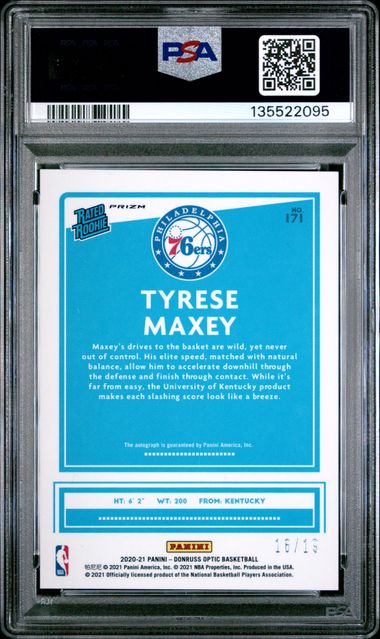 PSA
135522095
RATED
ROOKIE
PRIZM
NO.
171
PHILADELPHIA
76ers
TYRESE
MAXEY
Maxey's drives to the basket are wild, yet never
out of control. His elite speed, matched with natural
balance, allow him to accelerate downhill through
the defense and finish through contact. While it's
far from easy, the University of Kentucky product
makes each slashing score look like a breeze.
The autograph is guaranteed by Panini America, Inc.
HT: 6' 2" WT: 200 FROM: KENTUCKY
PANINI
2020-21 PANINI – DONRUSS OPTIC BASKETBALL
帕尼尼 © 2021 Panini America, Inc. © 2021 NBA Properties, Inc. Produced in the USA.
© 2021 Officially licensed product of the National Basketball Players Association.
NBA